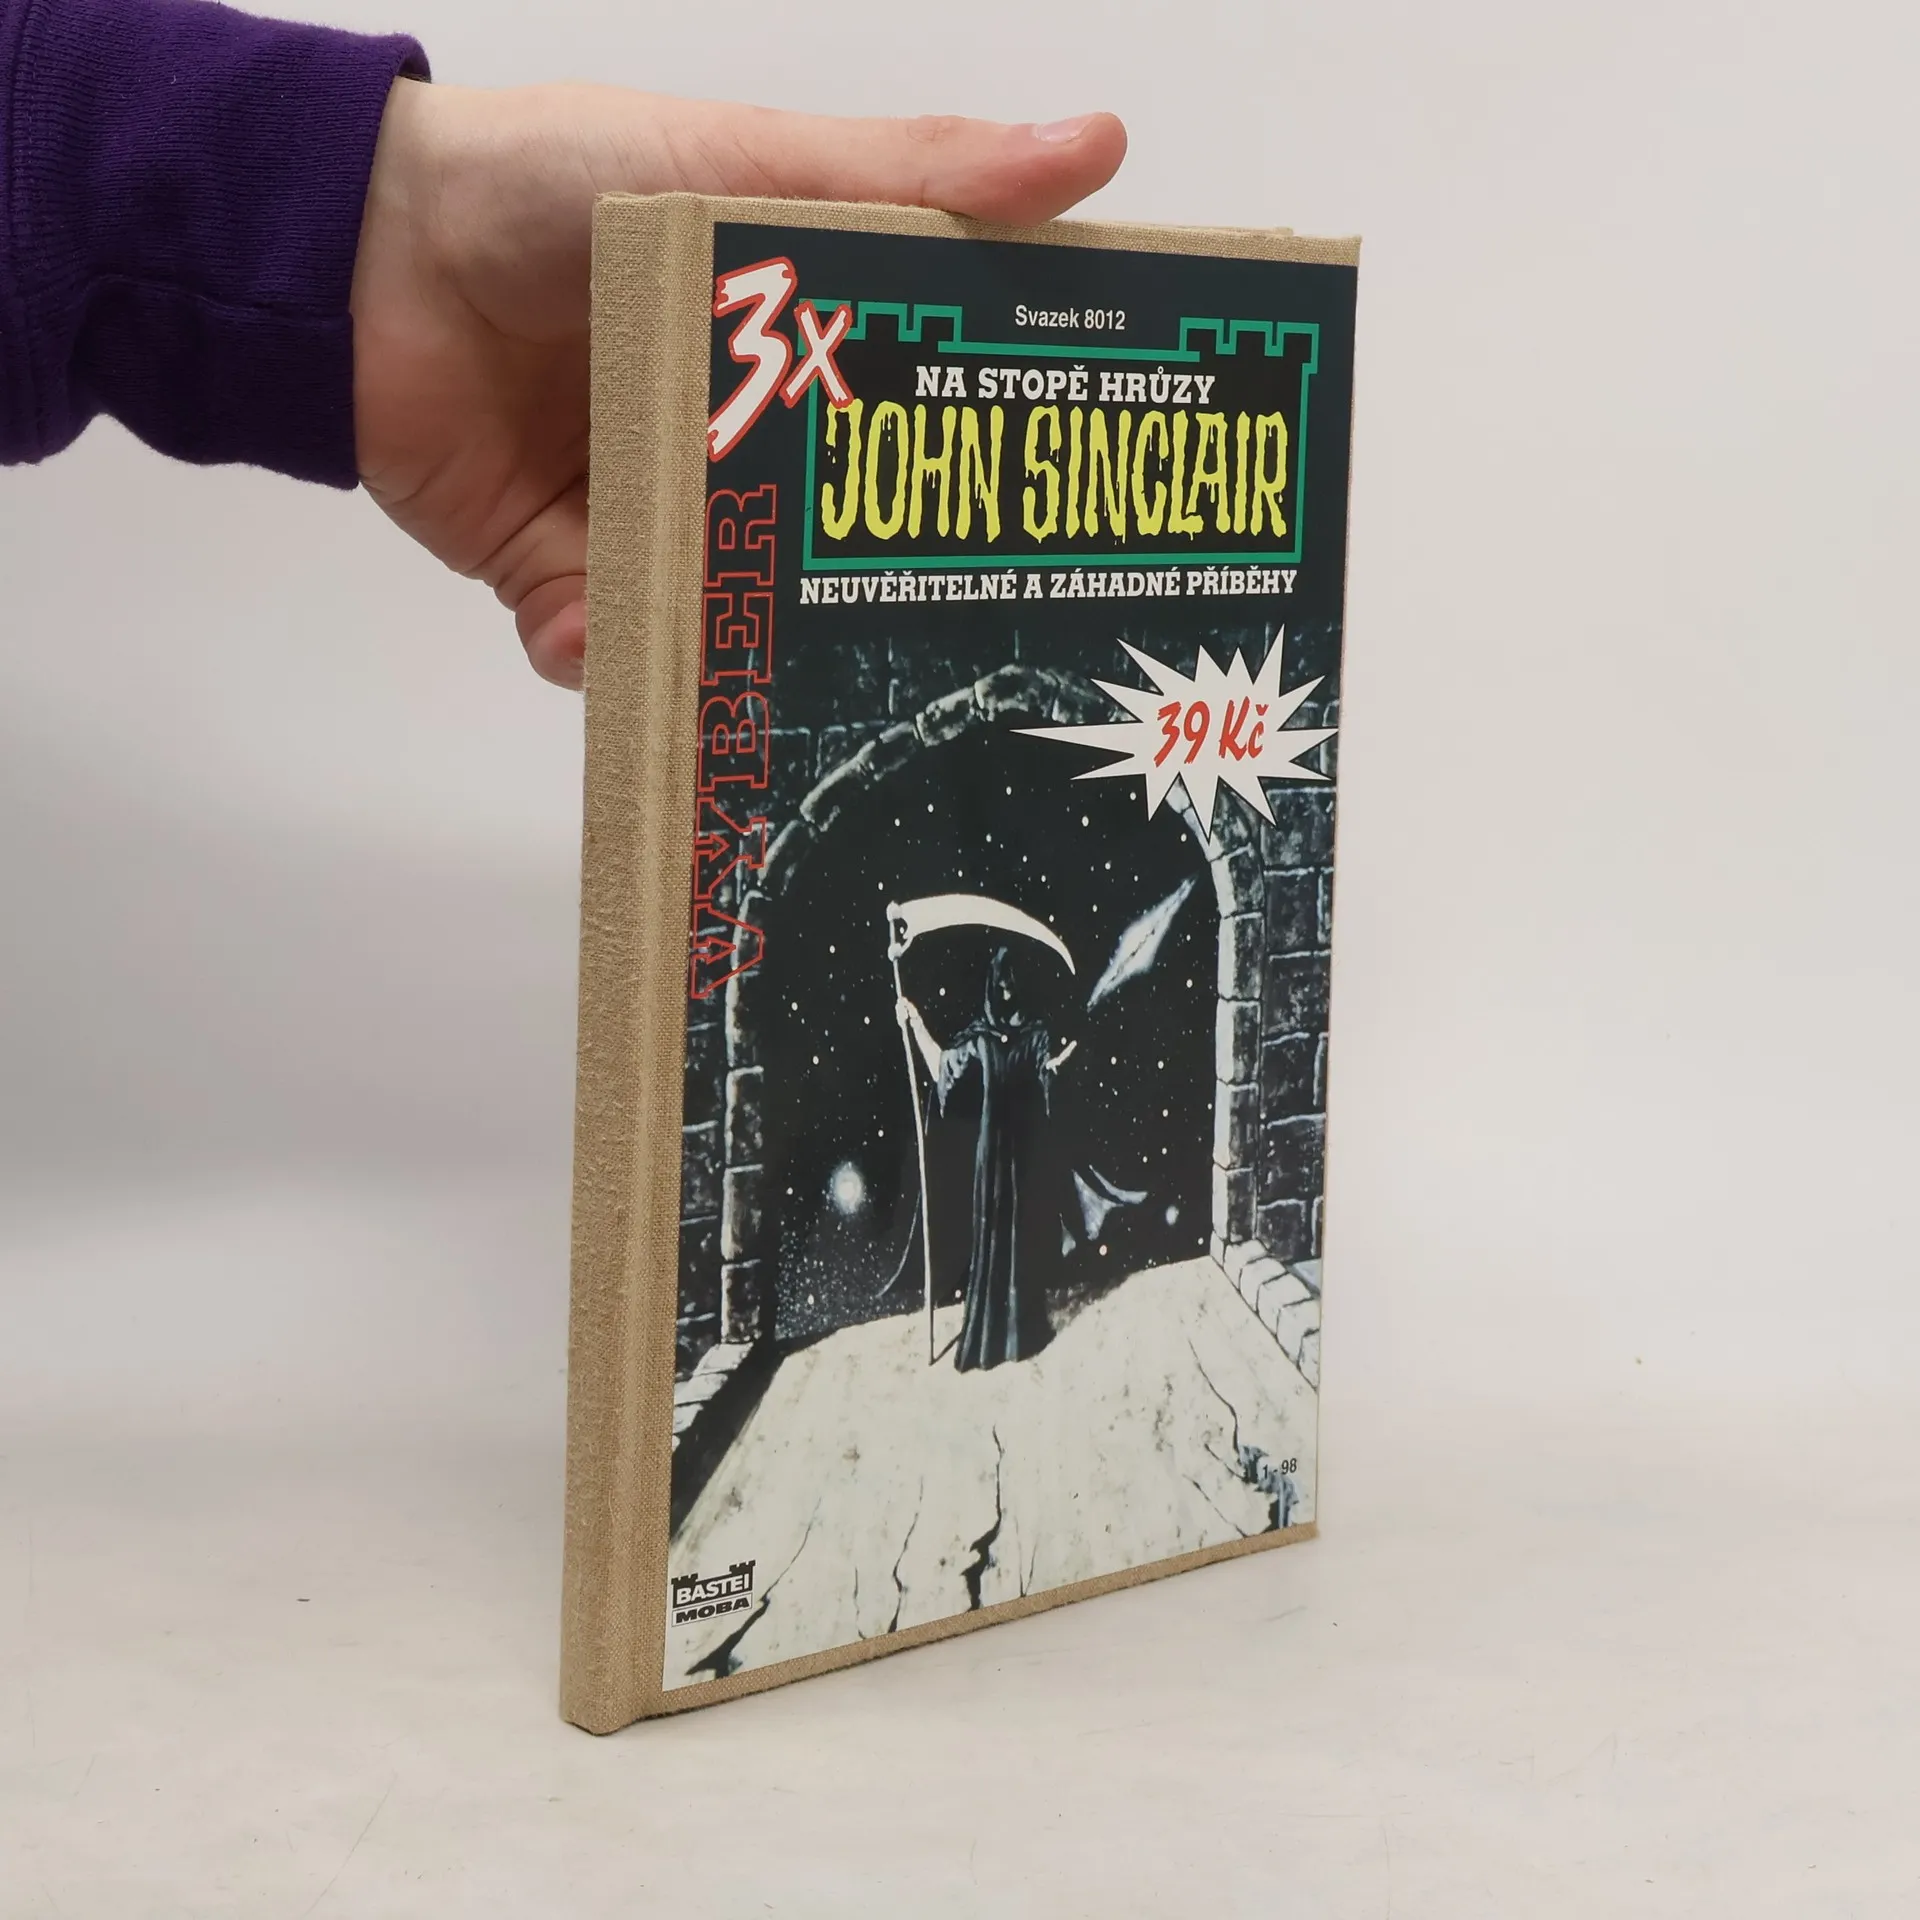 3x
Svazek 8012
NA STOPĚ HRŮZY
JOHN SINCLAIR
NEUVĚŘITELNÉ A ZÁHADNÉ PŘÍBĚHY
VÝBĚR
39 Kč
1 - 98
BASTEI
MOBA